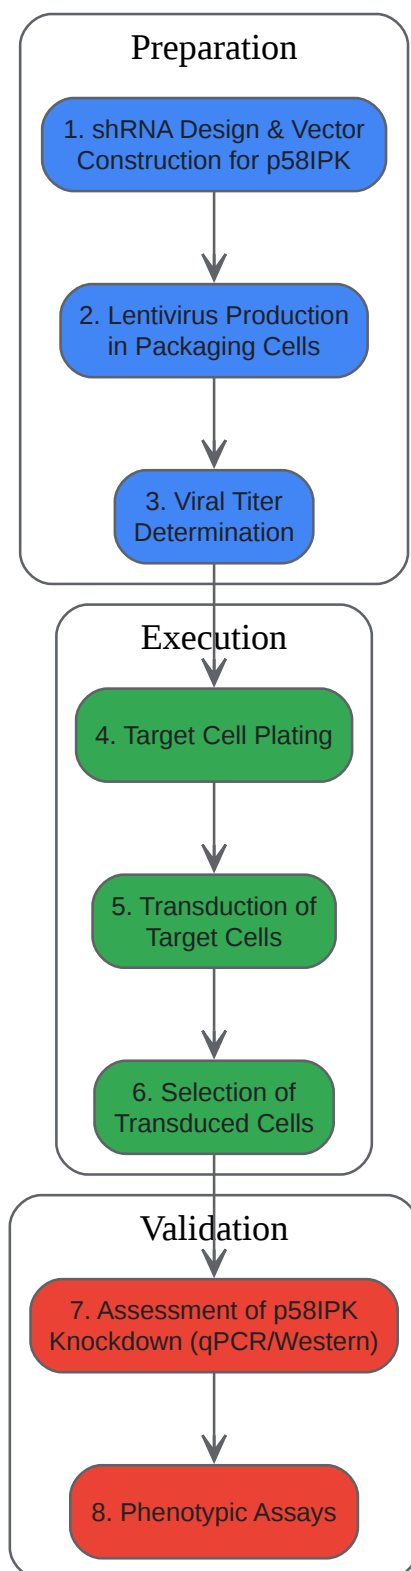 Preparation
1. shRNA Design & Vector
Construction for p58IPK
2. Lentivirus Production
in Packaging Cells
3. Viral Titer
Determination
Execution
4. Target Cell Plating
5. Transduction of
Target Cells
6. Selection of
Transduced Cells
Validation
7. Assessment of p58IPK
Knockdown (qPCR/Western)
8. Phenotypic Assays